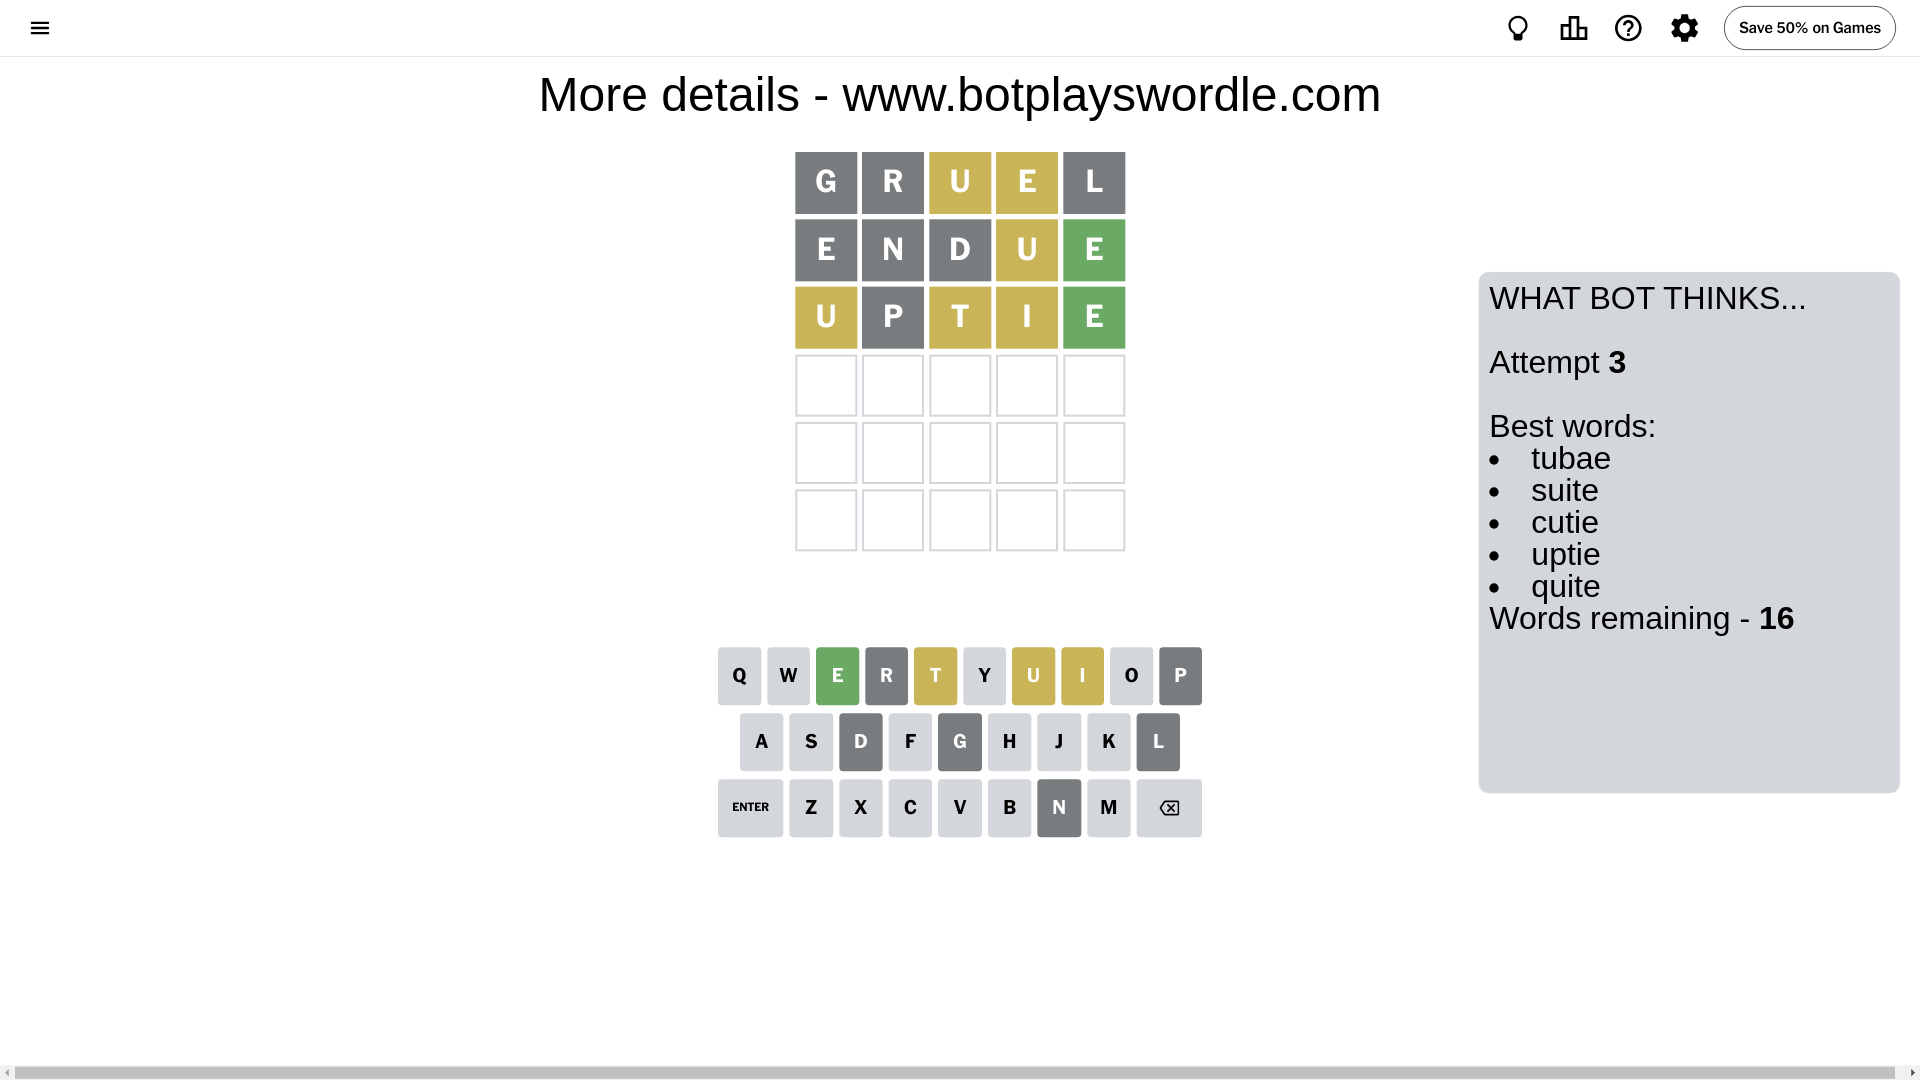 Save 50% on Games
More details - www.botplayswordle.com
G R U E L
E N D U E
U P T I E
WHAT BOT THINKS...
Attempt 3
Best words:
• tubae
• suite
• cutie
• uptie
• quite
Words remaining - 16
Q W E R T Y U I O P
A S D F G H J K L
ENTER Z X C V B N M